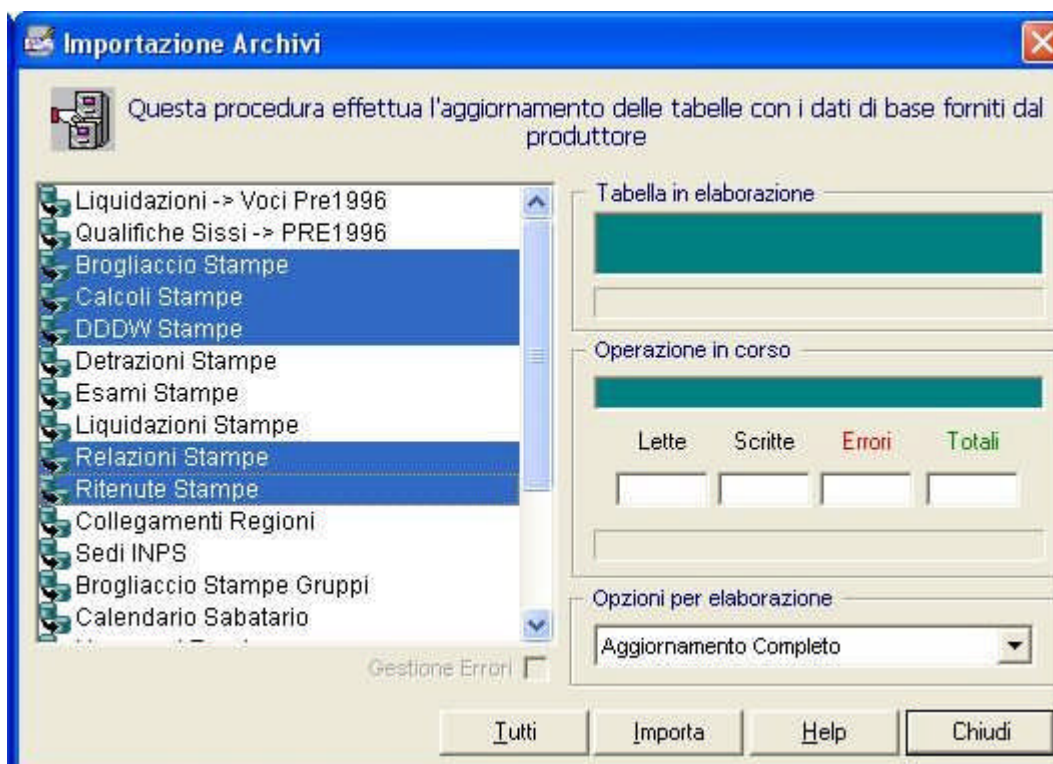 Importazione Archivi
Questa procedura effettua l'aggiornamento delle tabelle con i dati di base forniti dal
produttore
Liquidazioni -> Voci Pre1996
Qualifiche Sissi -> PRE1996
Brogliaccio Stampe
Calcoli Stampe
DDDW Stampe
Detrazioni Stampe
Esami Stampe
Liquidazioni Stampe
Relazioni Stampe
Ritenute Stampe
Collegamenti Regioni
Sedi INPS
Brogliaccio Stampe Gruppi
Calendario Sabatario
Gestione Errori
Tabella in elaborazione
Operazione in corso
Lette Scritte Errori Totali
Opzioni per elaborazione
Aggiornamento Completo
Tutti Importa Help Chiudi